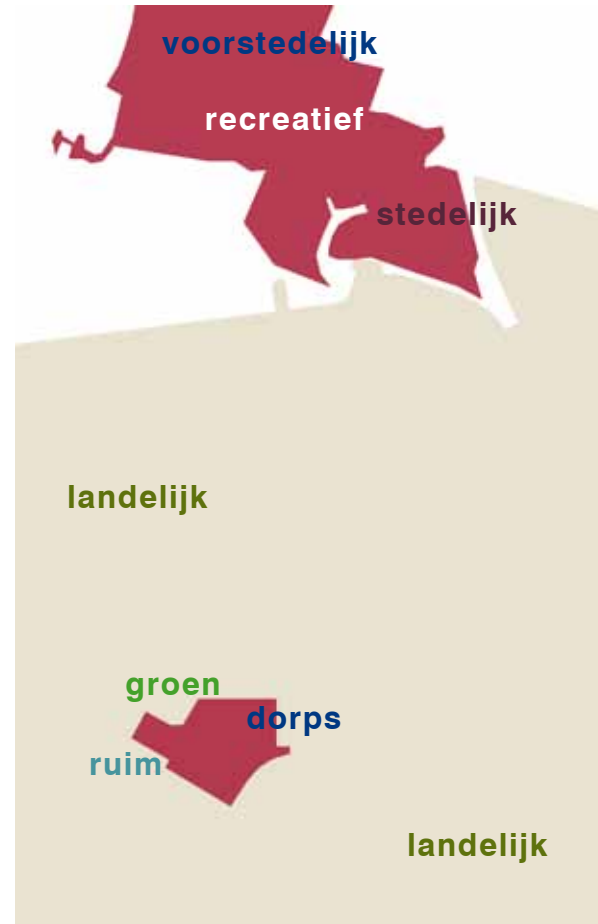 voorstedelijk
recreatief
stedelijk
landelijk
groen
dorps
ruim
landelijk